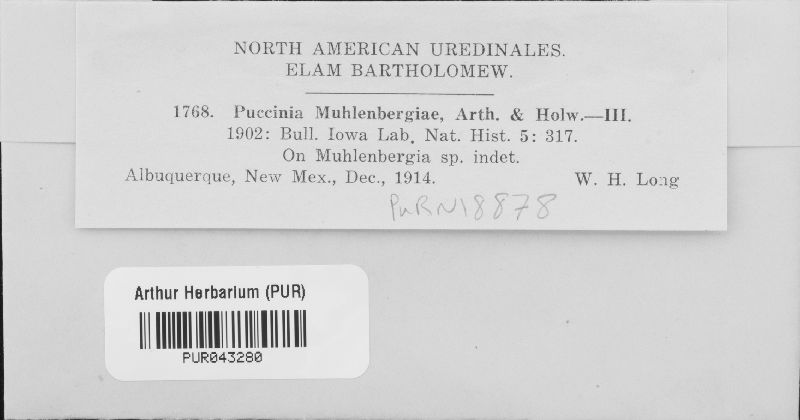 NORTH AMERICAN UREDINALES.
ELAM BARTHOLOMEW.
1768. Puccinia Muhlenbergiae, Arth. & Holw.—III.
1902: Bull. Iowa Lab. Nat. Hist. 5: 317.
On Muhlenbergia sp. indet.
Albuquerque, New Mex., Dec., 1914. W. H. Long
PURN18878
Arthur Herbarium (PUR)
PUR043280